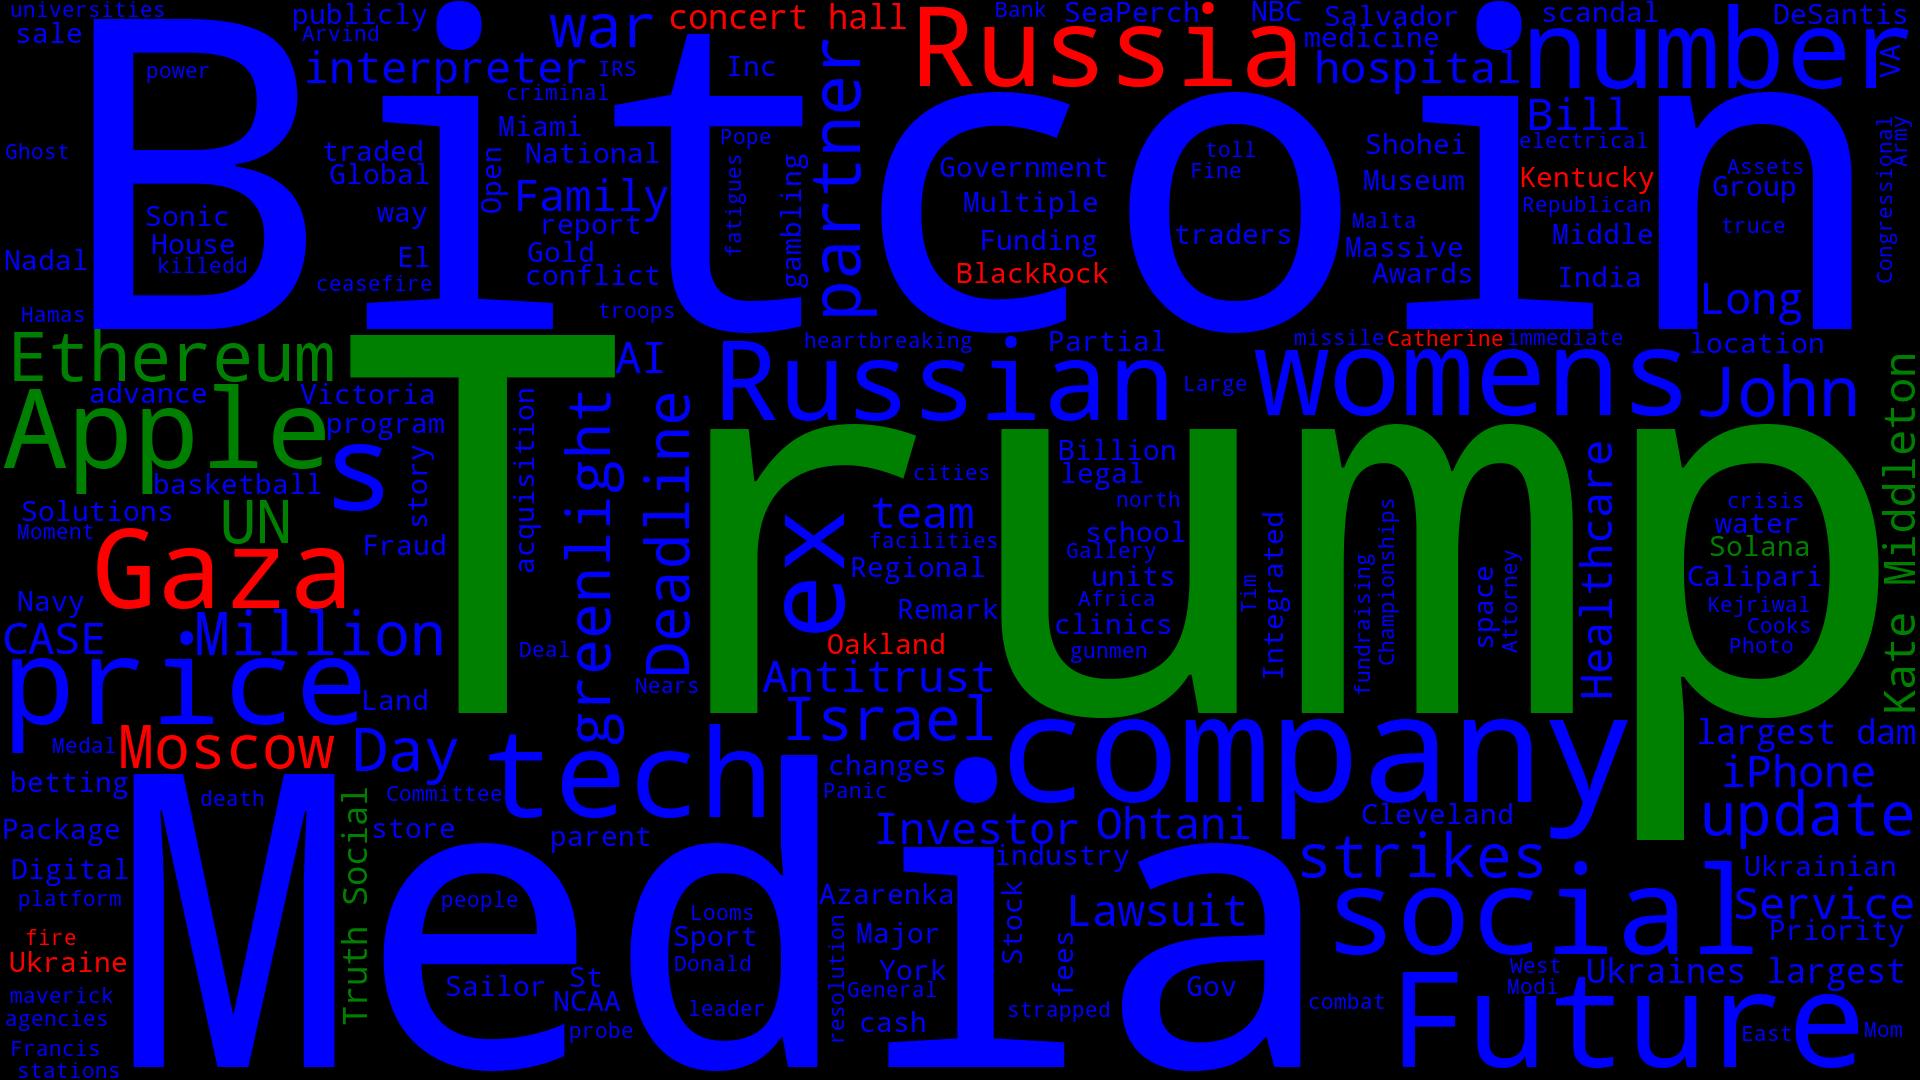 universities
sale
publicly
Arvind
war
concert hall
Russia
Bank
SeaPerch
NBC
Salvador
medicine
scandal
DeSantis
number
VA
hospital
power
interpreter
IRS
Inc
criminal
partner
Bitcoin
Miami
National
Pope
Bill
electrical
Congressional
Army
Ghost
traded
Global
Open
Family
fatigues
gambling
Government
Multiple
Funding
BlackRock
toll
Fine
traders
Shohei
Museum
Malta
Massive
Awards
Kentucky
Republican
Middle
India
Assets
Group
truce
Long
Sonic
House
killedd
way
El
report
Gold
conflict
Nadal
ceasefire
troops
Hamas
Ethereum
AI
heartbreaking
Partial
missile
Catherine
immediate
location
Russian
Large
womens
John
advance
Victoria
Apple
program
s
story
acquisition
greenlight
Deadline
Trump
cities
Billion
legal
north
school
Gallery
units
Africa
clinics
gunmen
team
facilities
Regional
Remark
ex
Oakland
Antitrust
Tim
Integrated
fundraising
Championships
space
Attorney
Healthcare
crisis
water
Solana
Calipari
Kejriwal
Cooks
Photo
Kate Middleton
basketball
Solutions
UN
Moment
Fraud
Gaza
Navy
CASE
Million
Deal
Nears
price
Land
Israel
Medal
Moscow
Day
tech
company
largest dam
iPhone
update
betting
death
Committee
changes
Panic
Cleveland
Package
Truth Social
store
parent
Investor
Ohtani
industry
strikes
Ukrainian
Digital
platform
Media
people
Looms
Sport
Donald
leader
Azarenka
Major
York
General
resolution
cash
Stock
fees
Lawsuit
social
Service
Priority
fire
Ukraine
maverick
agencies
Francis
stations
Sailor
St
NCAA
probe
strapped
Gov
combat
West
Modi
Ukraines largest
Future
East
Mom